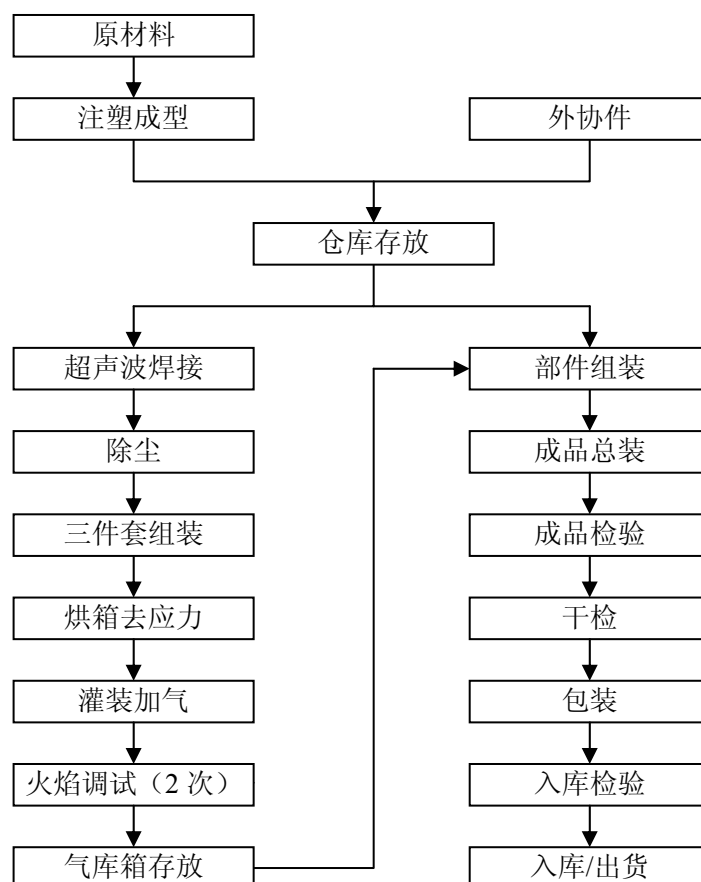 原材料
注塑成型
外协件
仓库存放
超声波焊接
除尘
三件套组装
烘箱去应力
灌装加气
火焰调试（2 次）
气库箱存放
部件组装
成品总装
成品检验
干检
包装
入库检验
入库/出货